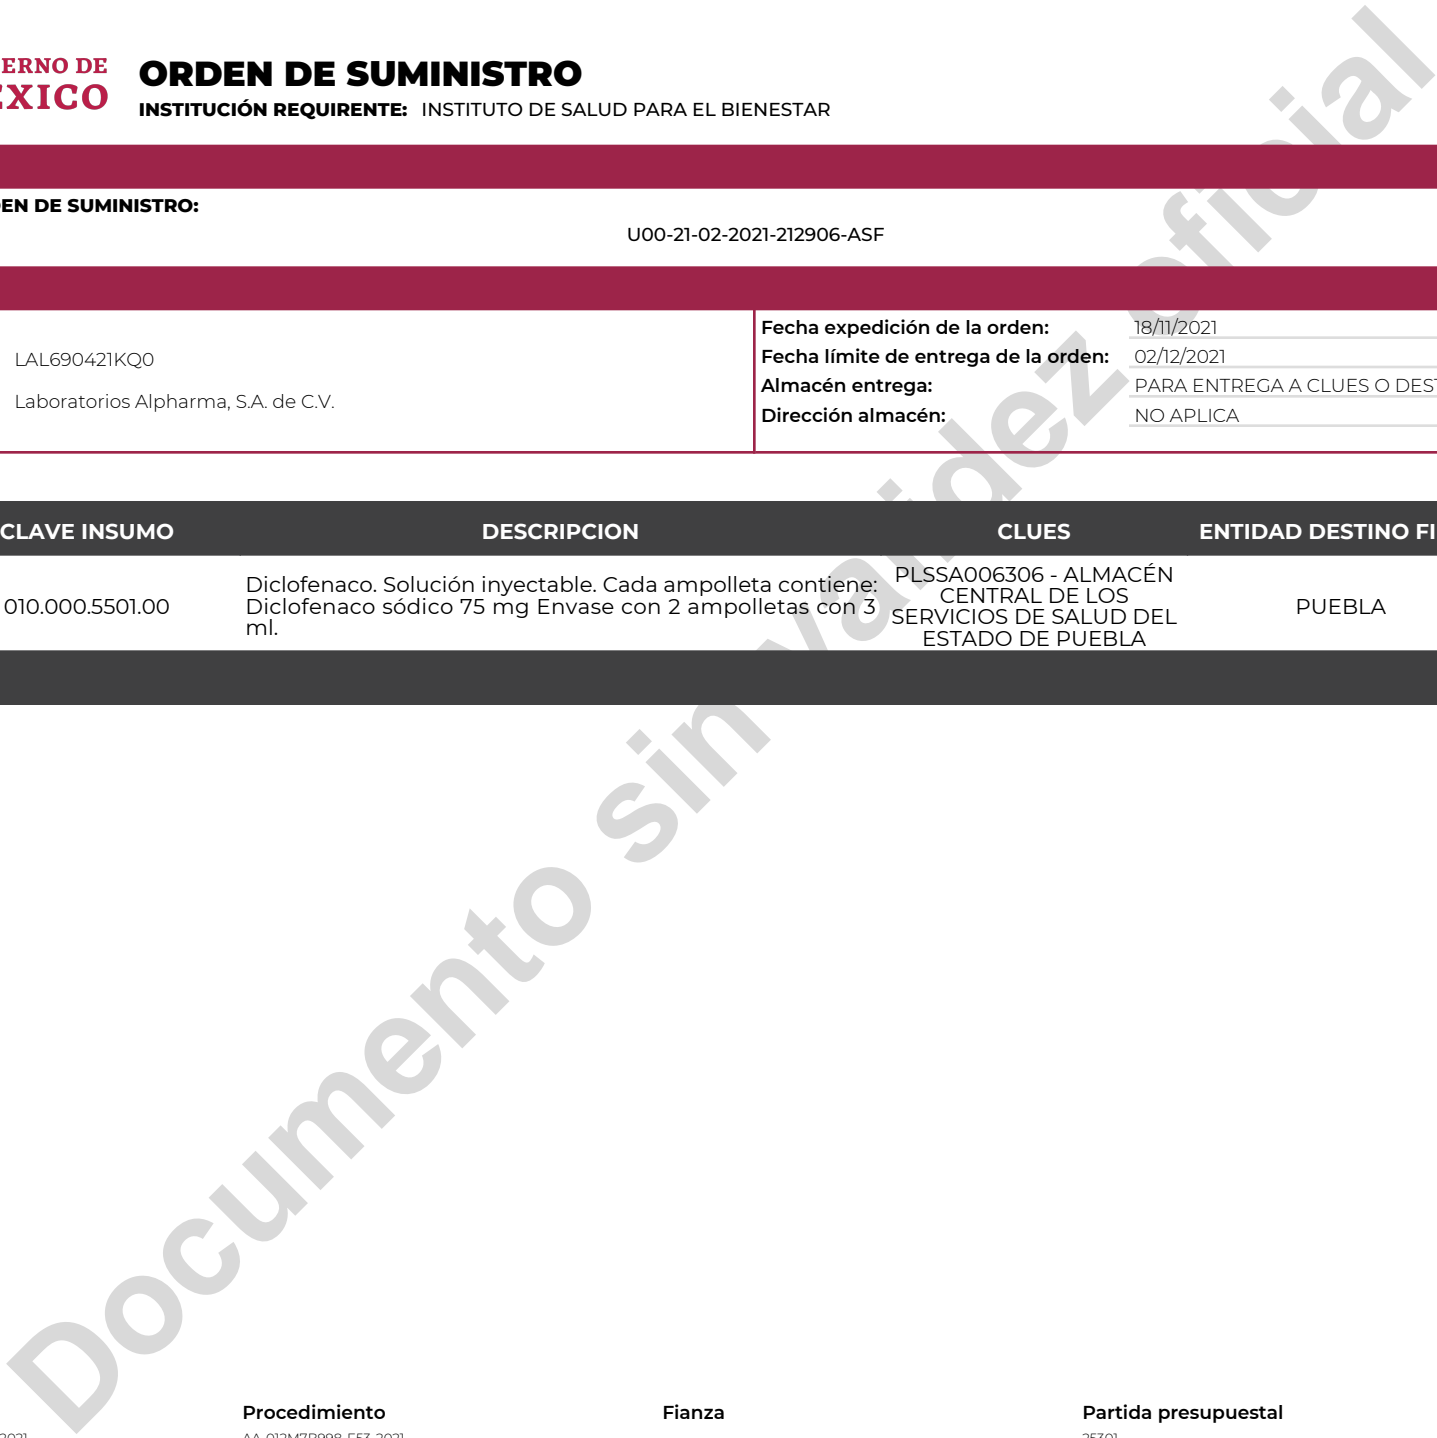 ERNO DE
EXICO
ORDEN DE SUMINISTRO
INSTITUCIÓN REQUIRENTE: INSTITUTO DE SALUD PARA EL BIENESTAR
EN DE SUMINISTRO:
U00-21-02-2021-212906-ASF
LAL690421KQ0
Laboratorios Alpharma, S.A. de C.V.
Fecha expedición de la orden: 18/11/2021
Fecha límite de entrega de la orden: 02/12/2021
Almacén entrega: PARA ENTREGA A CLUES O DEST
Dirección almacén: NO APLICA
CLAVE INSUMO DESCRIPCION CLUES ENTIDAD DESTINO FI
010.000.5501.00
Diclofenaco. Solución inyectable. Cada ampolleta contiene:
Diclofenaco sódico 75 mg Envase con 2 ampolletas con 3
ml.
PLSSA006306 - ALMACÉN
CENTRAL DE LOS
SERVICIOS DE SALUD DEL
ESTADO DE PUEBLA
PUEBLA
Documento sin validez oficial
Procedimiento Fianza Partida presupuestal